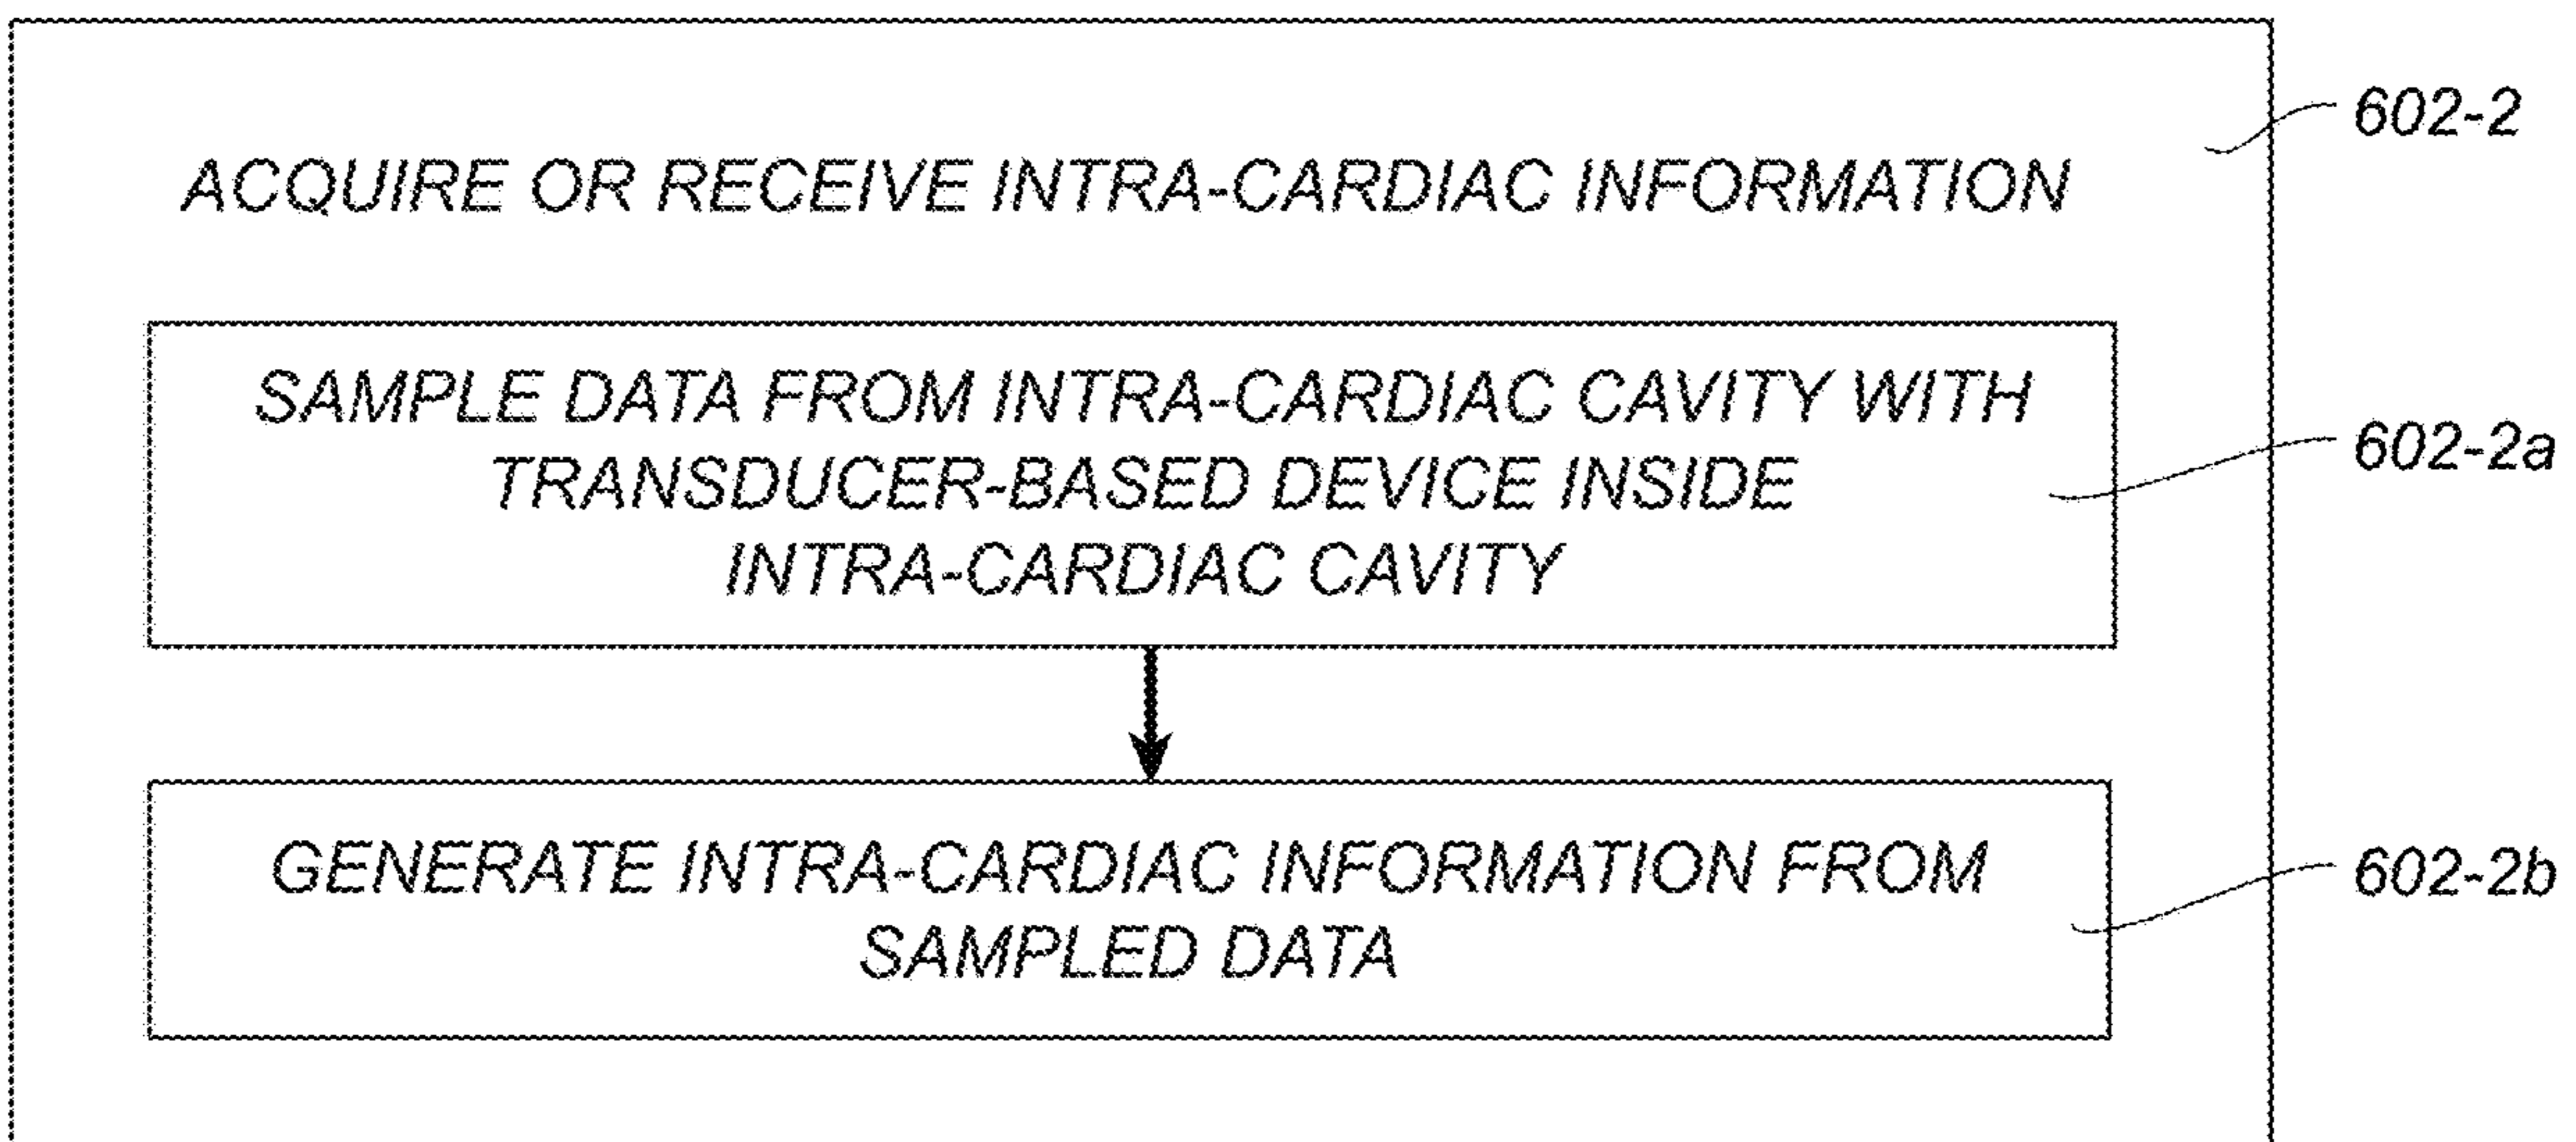 602-2
ACQUIRE OR RECEIVE INTRA-CARDIAC INFORMATION
SAMPLE DATA FROM INTRA-CARDIAC CAVITY WITH
TRANSDUCER-BASED DEVICE INSIDE
INTRA-CARDIAC CAVITY
602-2a
GENERATE INTRA-CARDIAC INFORMATION FROM
SAMPLED DATA
602-2b